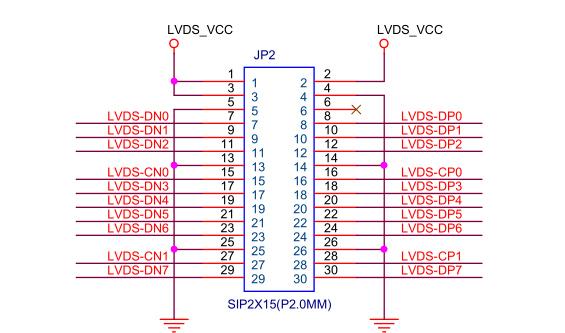 LVDS_VCC LVDS_VCC
JP2
1 1 2 2
3 3 4 4
5 5 6 6
LVDS-DN0 7 7 8 8 LVDS-DP0
LVDS-DN1 9 9 10 10 LVDS-DP1
LVDS-DN2 11 11 12 12 LVDS-DP2
13 13 14 14
LVDS-CN0 15 15 16 16 LVDS-CP0
LVDS-DN3 17 17 18 18 LVDS-DP3
LVDS-DN4 19 19 20 20 LVDS-DP4
LVDS-DN5 21 21 22 22 LVDS-DP5
LVDS-DN6 23 23 24 24 LVDS-DP6
25 25 26 26
LVDS-CN1 27 27 28 28 LVDS-CP1
LVDS-DN7 29 29 30 30 LVDS-DP7
SIP2X15(P2.0MM)